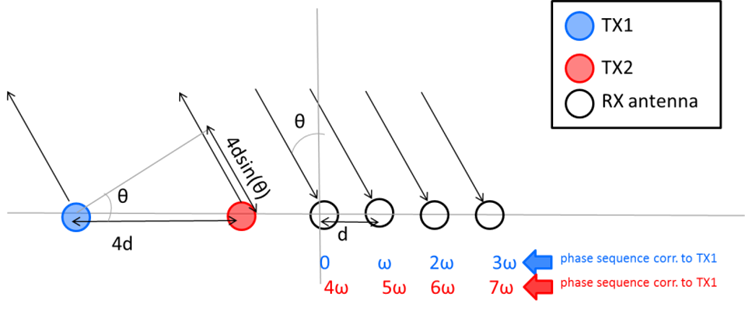 TX1
TX2
RX antenna
θ
4dsin(θ)
θ
4d
d
0 ω 2ω 3ω phase sequence corr. to TX1
4ω 5ω 6ω 7ω phase sequence corr. to TX1